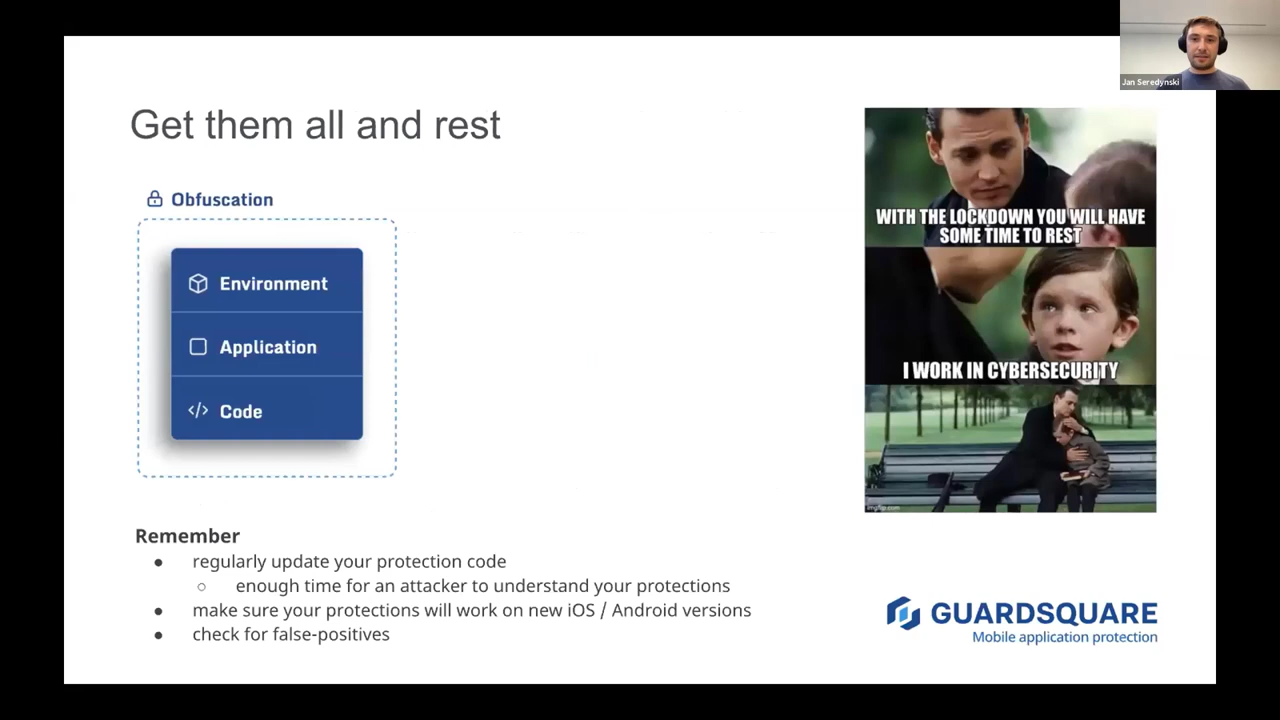 Jan Seredynski
Get them all and rest
Obfuscation
Environment
Application
</> Code
WITH THE LOCKDOWN YOU WILL HAVE
SOME TIME TO REST
I WORK IN CYBERSECURITY
imgflip.com
Remember
● regularly update your protection code
○ enough time for an attacker to understand your protections
● make sure your protections will work on new iOS / Android versions
● check for false-positives
GUARDSQUARE
Mobile application protection